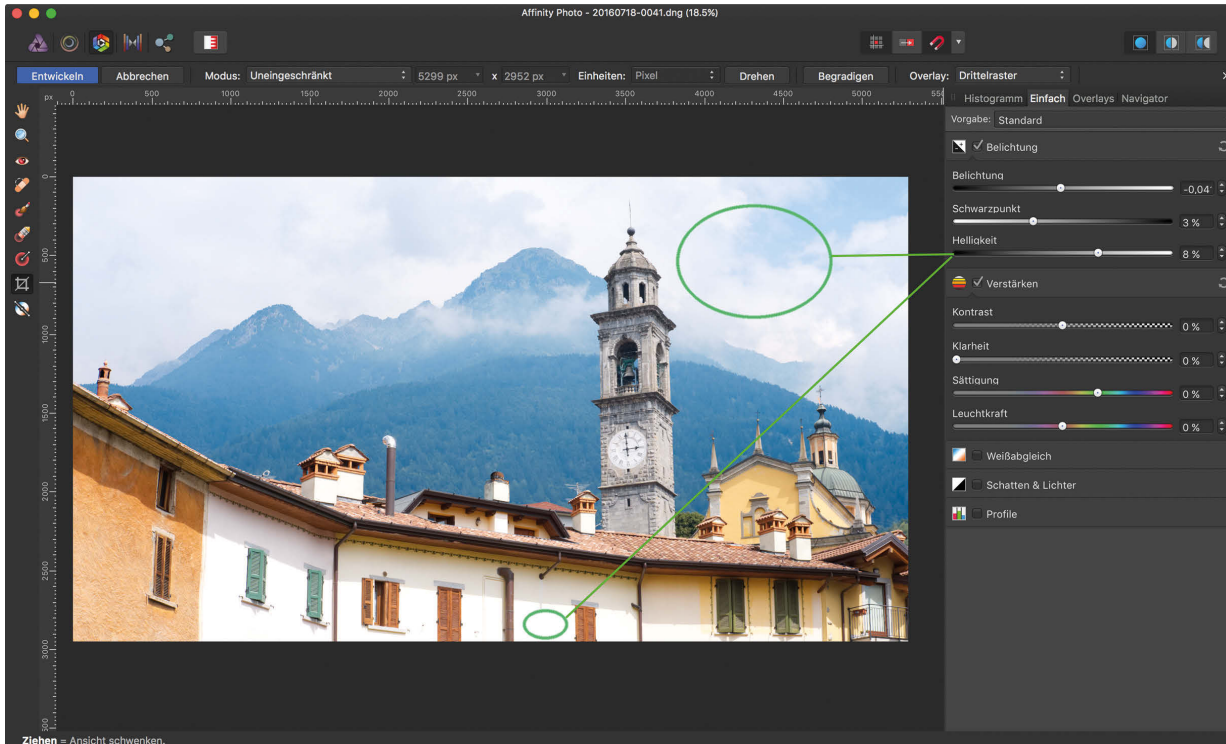 Affinity Photo - 20160718-0041.dng (18.5%)
Entwickeln Abbrechen Modus: Uneingeschränkt 5299 px x 2952 px Einheiten: Pixel Drehen Begradigen Overlay: Drittelraster
px 0 500 1000 1500 2000 2500 3000 3500 4000 4500 5000
Histogramm Einfach Overlays Navigator
Vorgabe: Standard
Belichtung
Belichtung
-0,04
Schwarzpunkt
3 %
Helligkeit
8 %
Verstärken
Kontrast
0 %
Klarheit
0 %
Sättigung
0 %
Leuchtkraft
0 %
Weißabgleich
Schatten & Lichter
Profile
0
500
1000
1500
2000
2500
3000
Ziehen = Ansicht schwenken.